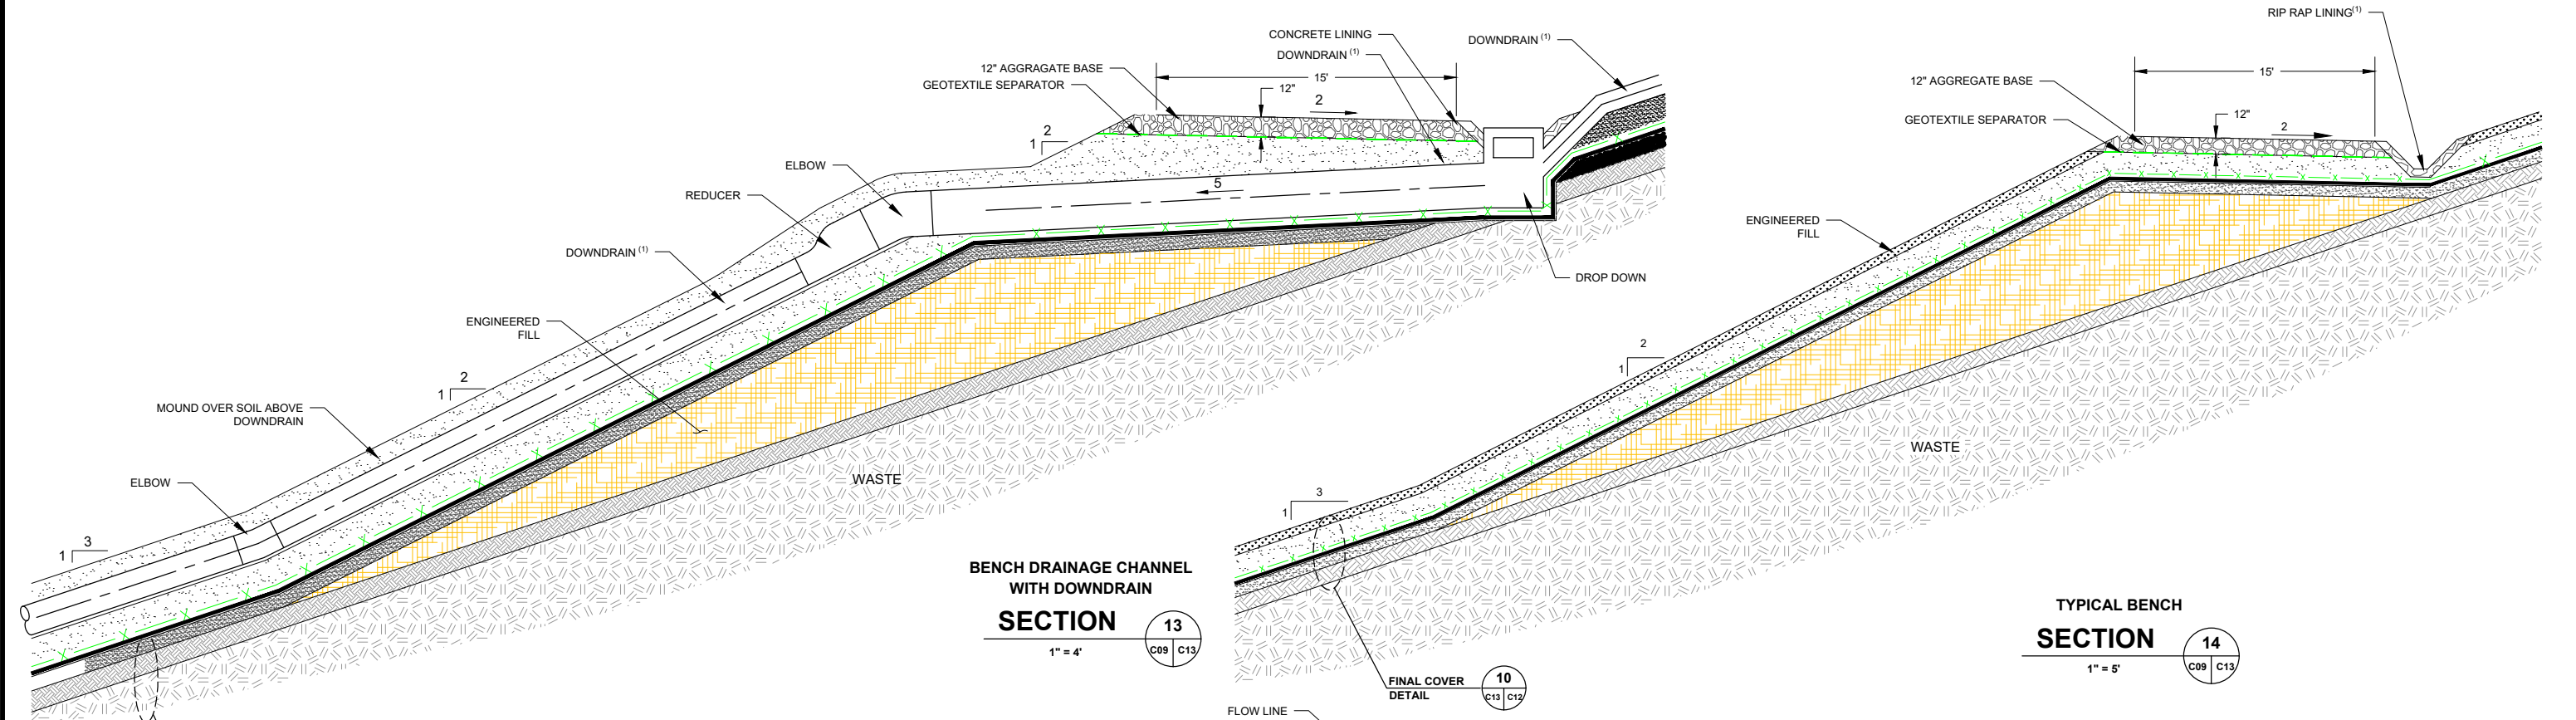 CONCRETE LINING
DOWNDRAIN (1)
DOWNDRAIN (1)
12" AGGRAGATE BASE
GEOTEXTILE SEPARATOR
15'
12"
2
2
1
ELBOW
REDUCER
5
DOWNDRAIN (1)
DROP DOWN
ENGINEERED
FILL
2
1
MOUND OVER SOIL ABOVE
DOWNDRAIN
ELBOW
WASTE
3
1
BENCH DRAINAGE CHANNEL
WITH DOWNDRAIN
SECTION
13
C09 C13
1" = 4'
RIP RAP LINING(1)
15'
12" AGGREGATE BASE
12"
GEOTEXTILE SEPARATOR
2
ENGINEERED
FILL
2
1
WASTE
3
1
TYPICAL BENCH
SECTION
14
C09 C13
1" = 5'
FINAL COVER
DETAIL
10
C13 C12
FLOW LINE